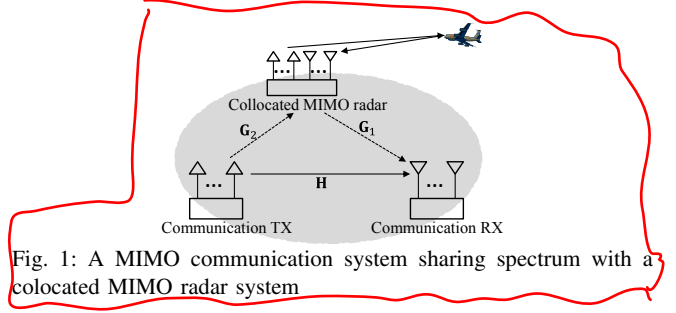 ...
...
Collocated MIMO radar
G₂
G₁
...
H
...
Communication TX
Communication RX
Fig. 1: A MIMO communication system sharing spectrum with a
colocated MIMO radar system